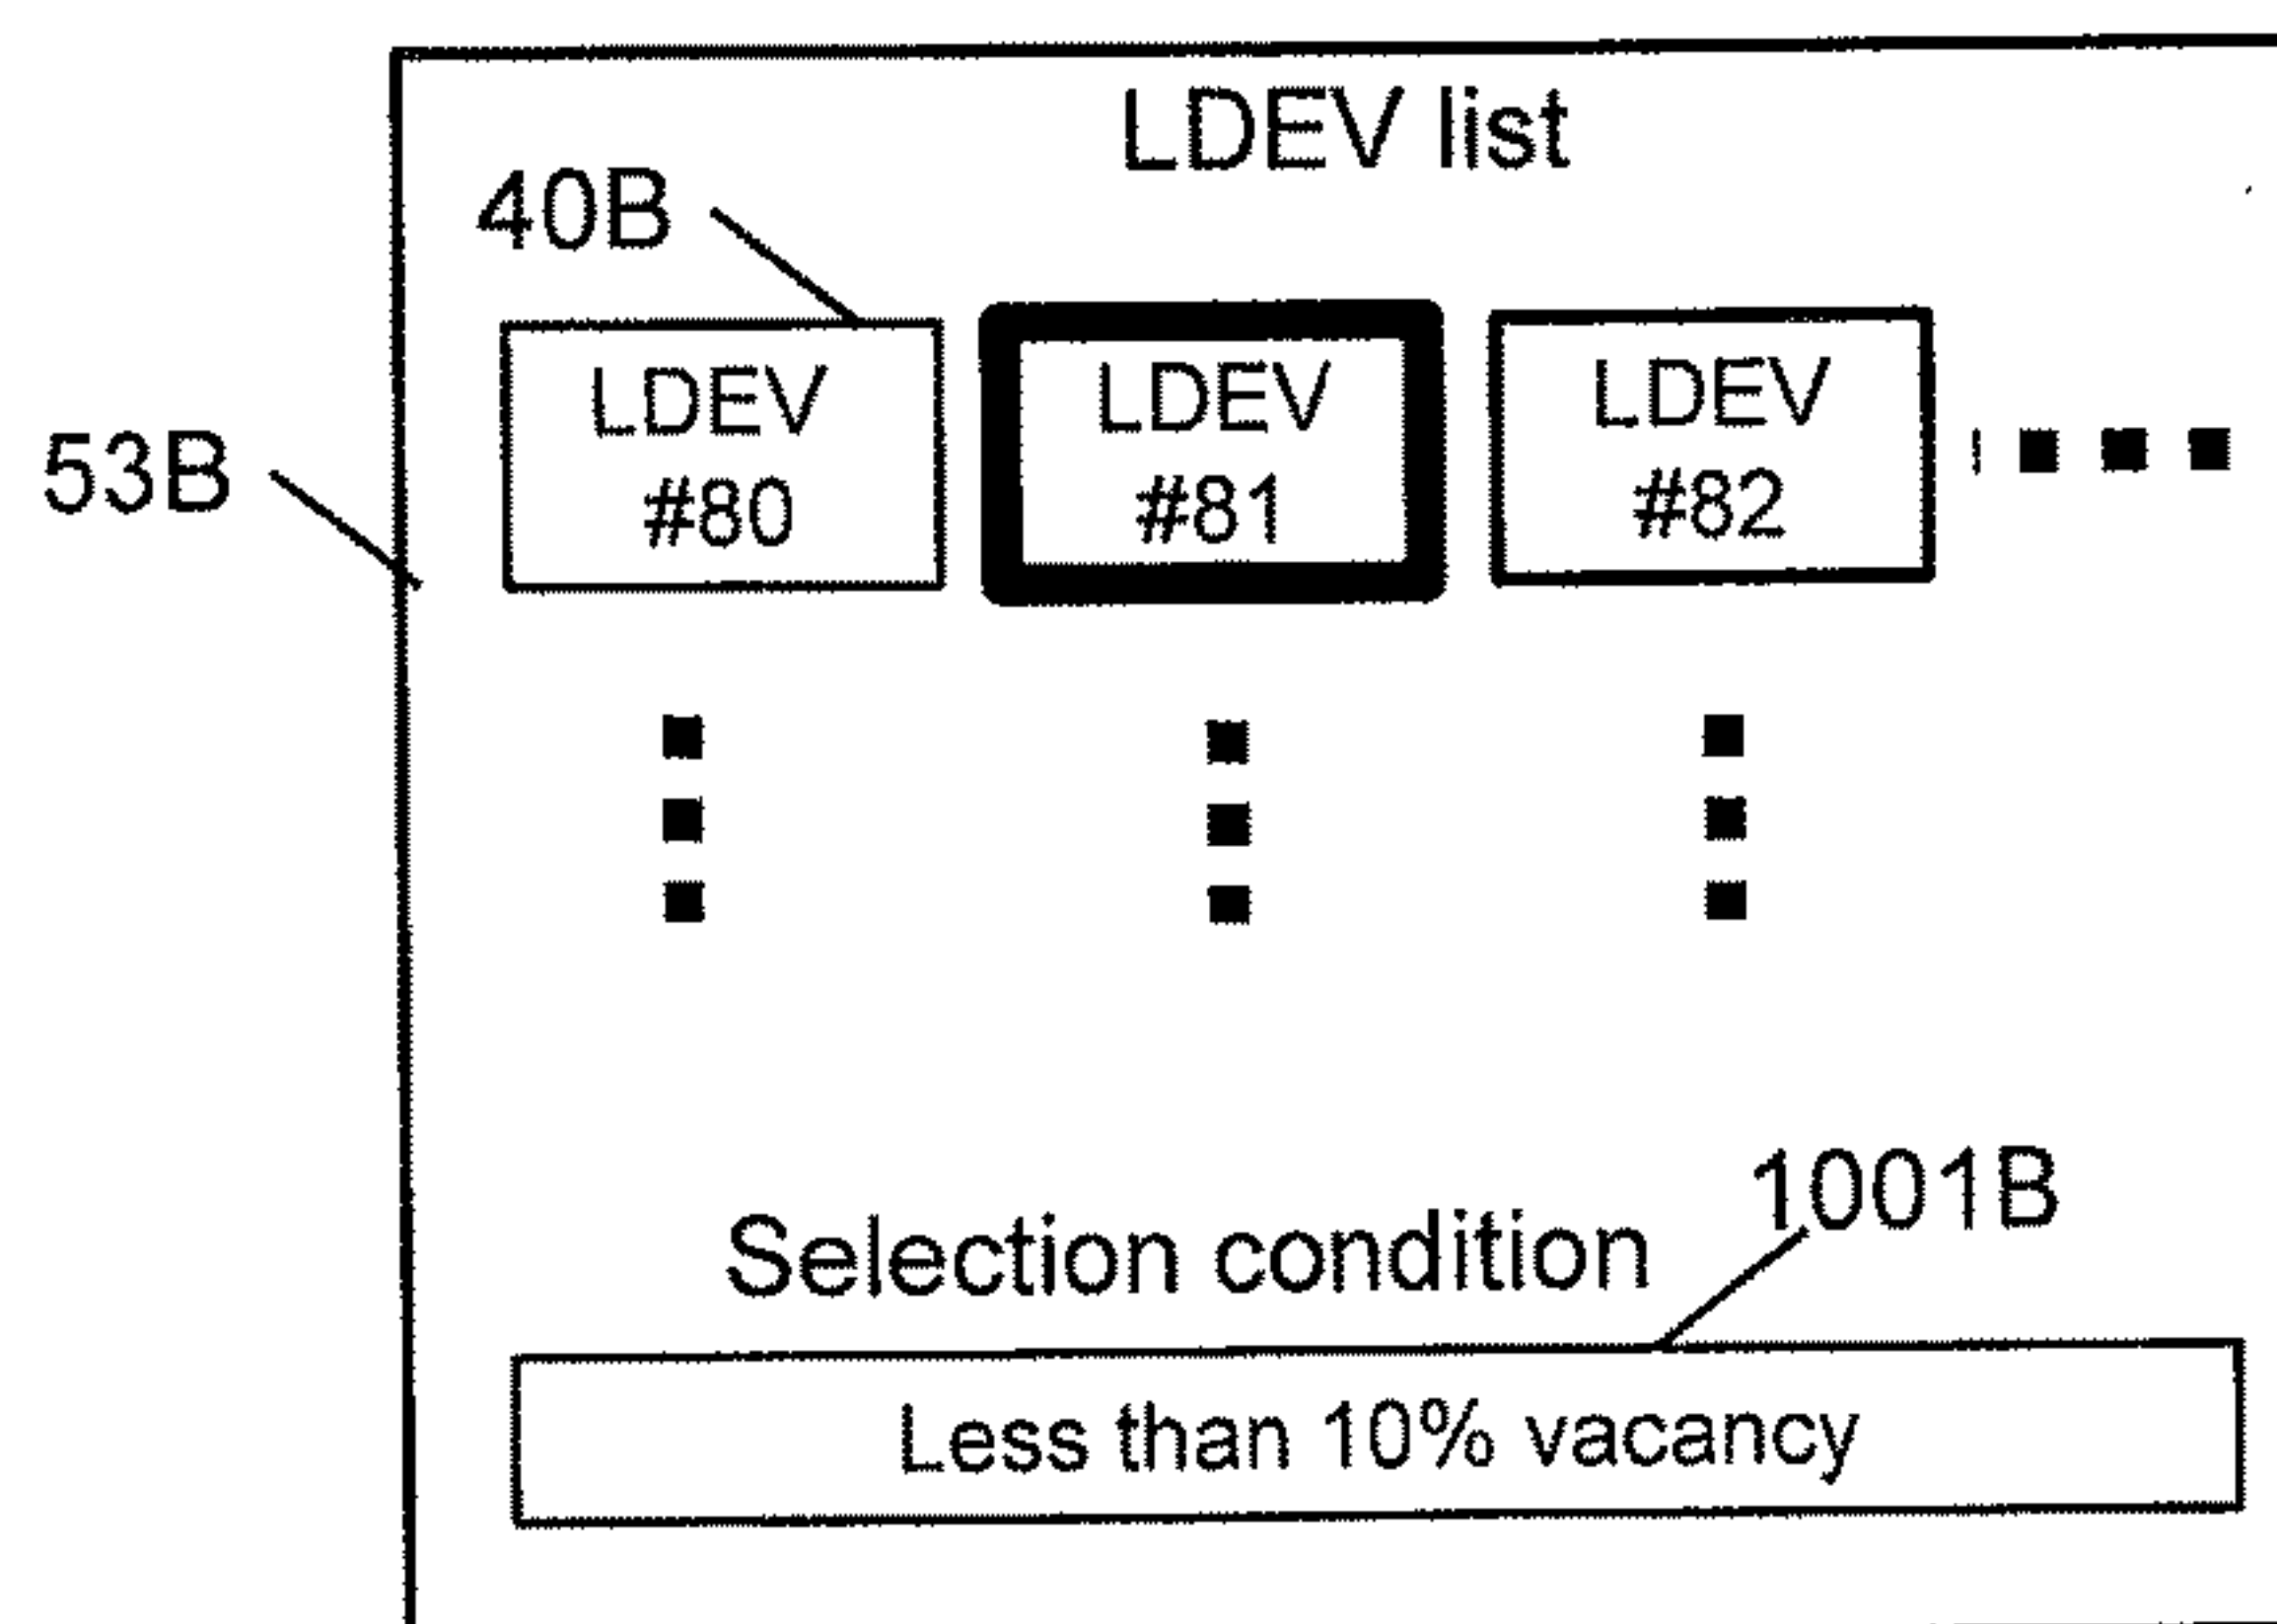 LDEV list
40B
53B
LDEV
#80
LDEV
#81
LDEV
#82
1001B
Selection condition
Less than 10% vacancy